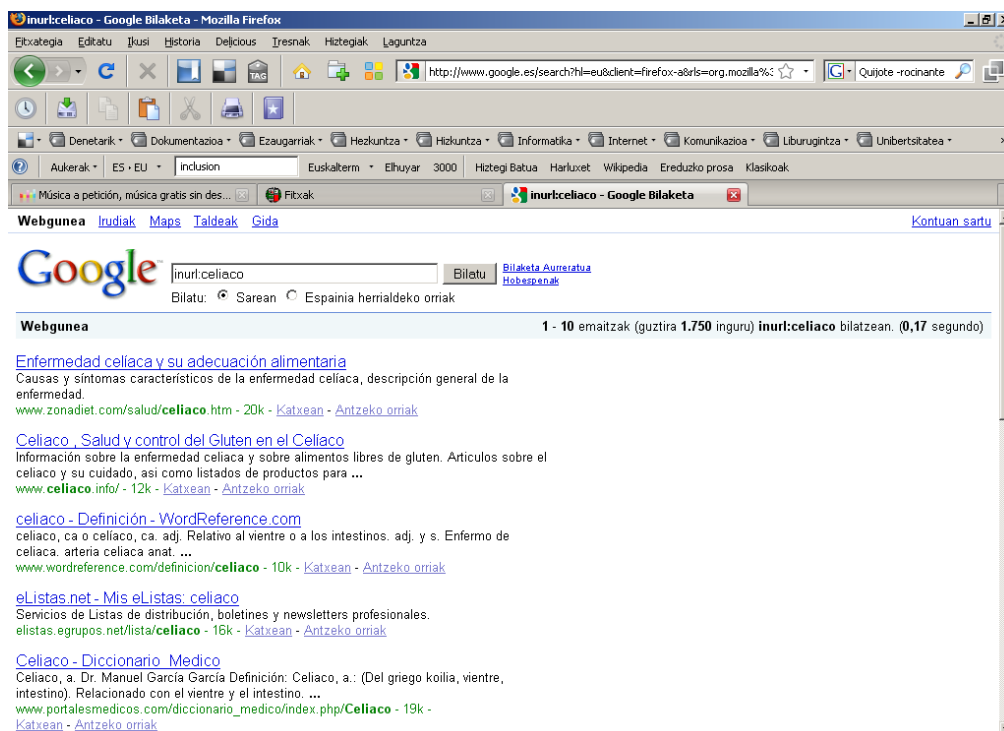 inurl:celiaco - Google Bilaketa - Mozilla Firefox
Eitxategia Editatu Ikusi Historia Delicious Tresnak Hiztegiak Laguntza
TAG http://www.google.es/search?hl=eu&client=firefox-a&rls=org.mozilla%3 G Quijote -rocinante
Denetarik Dokumentazioa Ezaugarriak Hezkuntza Hizkuntza Informatika Internet Komunikazioa Liburugintza Unibertsitatea
Aukerak ES › EU inclusion Euskalterm Elhuyar 3000 Hiztegi Batua Harluxet Wikipedia Ereduzko prosa Klasikoak
Música a petición, música gratis sin des... Fitxak inurl:celiaco - Google Bilaketa
Webgunea Irudiak Maps Taldeak Gida Kontuan sartu
Google™ inurl:celiaco Bilatu Bilaketa Aurreratua
Hobespenak
Bilatu: Sarean Espainia herrialdeko orriak
Webgunea 1 - 10 emaitzak (guztira 1.750 inguru) inurl:celiaco bilatzean. (0,17 segundo)
Enfermedad celíaca y su adecuación alimentaria
Causas y síntomas característicos de la enfermedad celíaca, descripción general de la
enfermedad.
www.zonadiet.com/salud/celiaco.htm - 20k - Katxean - Antzeko orriak
Celiaco , Salud y control del Gluten en el Celíaco
Información sobre la enfermedad celiaca y sobre alimentos libres de gluten. Articulos sobre el
celiaco y su cuidado, asi como listados de productos para ...
www.celiaco.info/ - 12k - Katxean - Antzeko orriak
celiaco - Definición - WordReference.com
celiaco, ca o celíaco, ca. adj. Relativo al vientre o a los intestinos. adj. y s. Enfermo de
celiaca. arteria celiaca anat. ...
www.wordreference.com/definicion/celiaco - 10k - Katxean - Antzeko orriak
eListas.net - Mis eListas: celiaco
Servicios de Listas de distribución, boletines y newsletters profesionales.
elistas.egrupos.net/lista/celiaco - 16k - Katxean - Antzeko orriak
Celiaco - Diccionario_Medico
Celiaco, a. Dr. Manuel García García Definición: Celiaco, a.: (Del griego koilia, vientre,
intestino). Relacionado con el vientre y el intestino. ...
www.portalesmedicos.com/diccionario_medico/index.php/Celiaco - 19k -
Katxean - Antzeko orriak